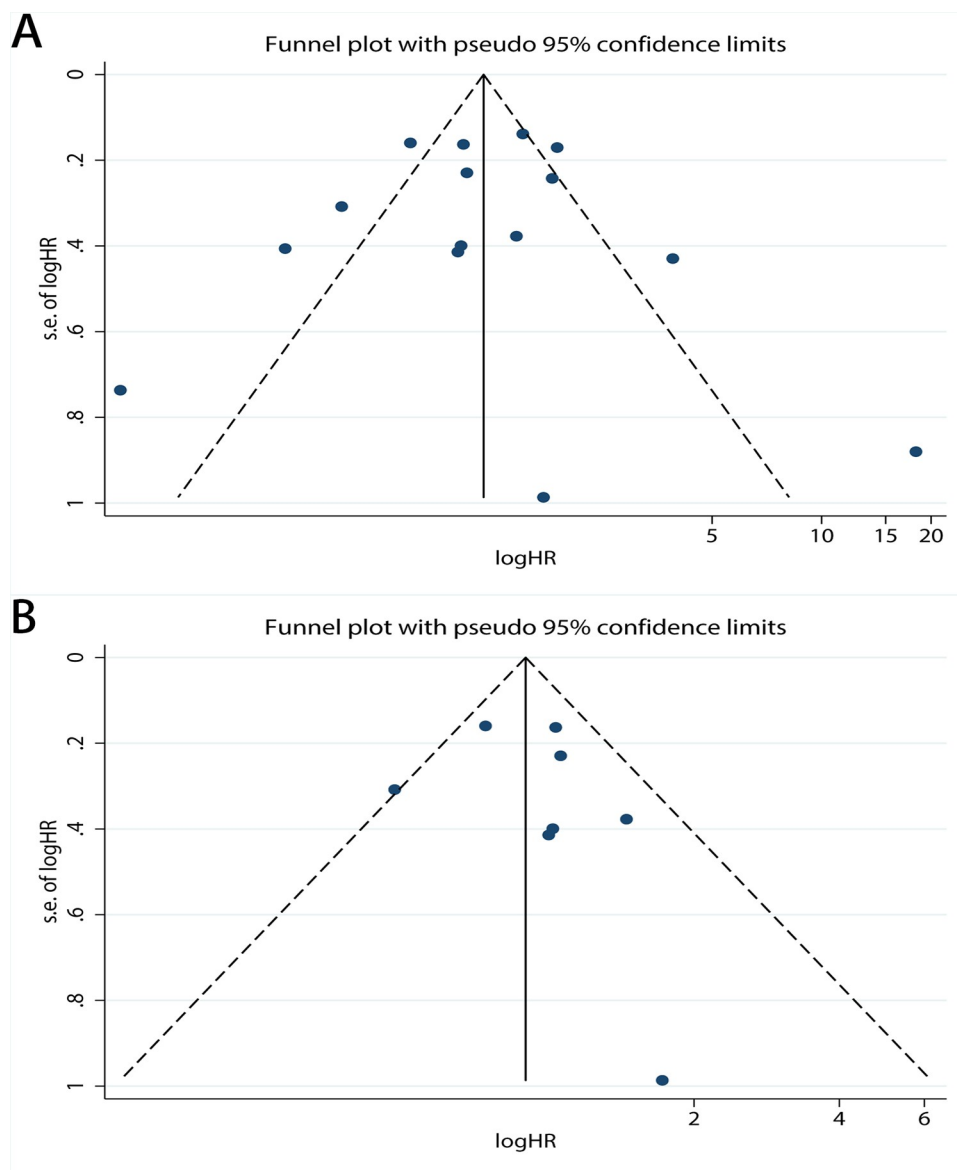 A
Funnel plot with pseudo 95% confidence limits
0
.2
.4
.6
.8
1
s.e. of logHR
5 10 15 20
logHR
B
Funnel plot with pseudo 95% confidence limits
0
.2
.4
.6
.8
1
s.e. of logHR
2 4 6
logHR